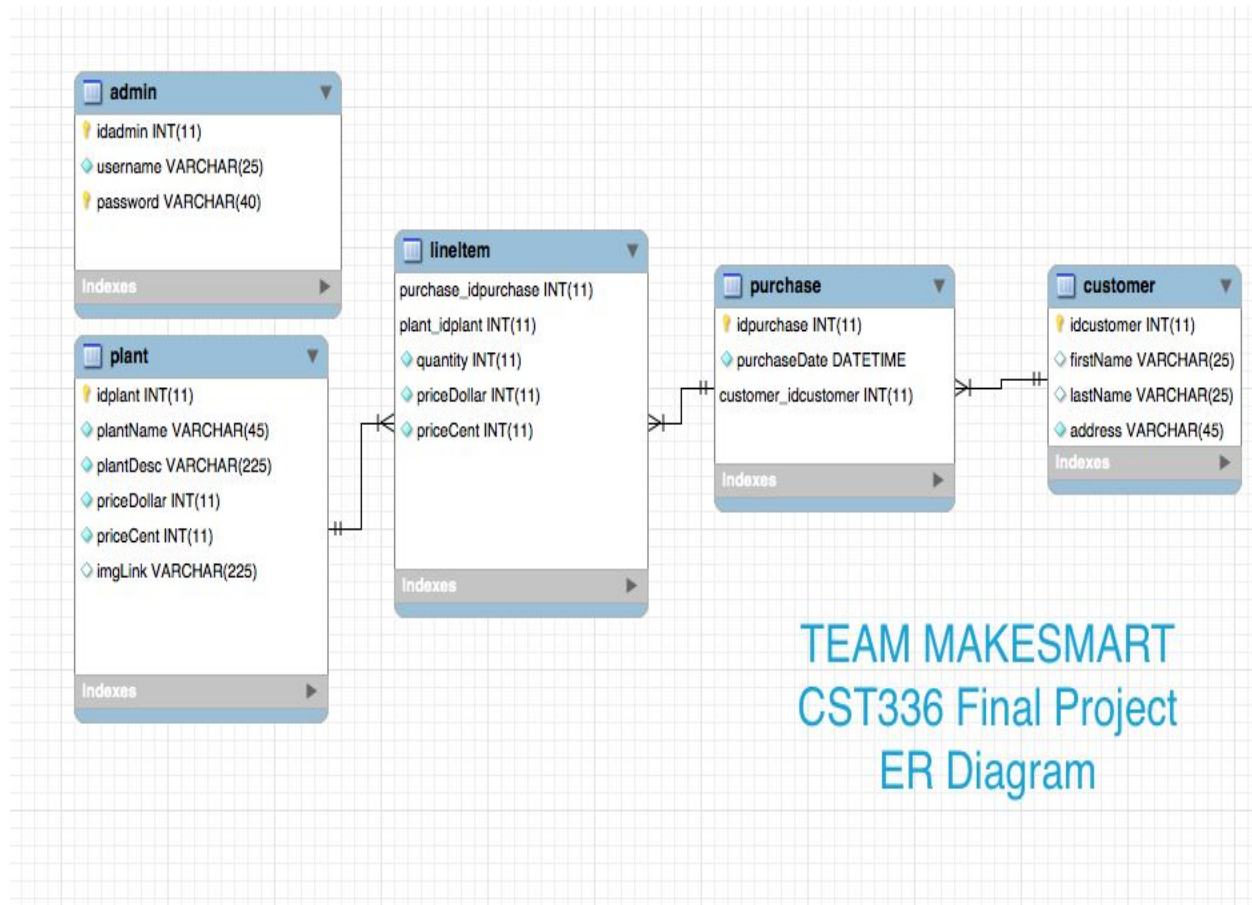 admin
idadmin INT(11)
username VARCHAR(25)
password VARCHAR(40)
Indexes
plant
idplant INT(11)
plantName VARCHAR(45)
plantDesc VARCHAR(225)
priceDollar INT(11)
priceCent INT(11)
imgLink VARCHAR(225)
Indexes
lineItem
purchase_idpurchase INT(11)
plant_idplant INT(11)
quantity INT(11)
priceDollar INT(11)
priceCent INT(11)
Indexes
purchase
idpurchase INT(11)
purchaseDate DATETIME
customer_idcustomer INT(11)
Indexes
customer
idcustomer INT(11)
firstName VARCHAR(25)
lastName VARCHAR(25)
address VARCHAR(45)
Indexes
TEAM MAKESMART
CST336 Final Project
ER Diagram